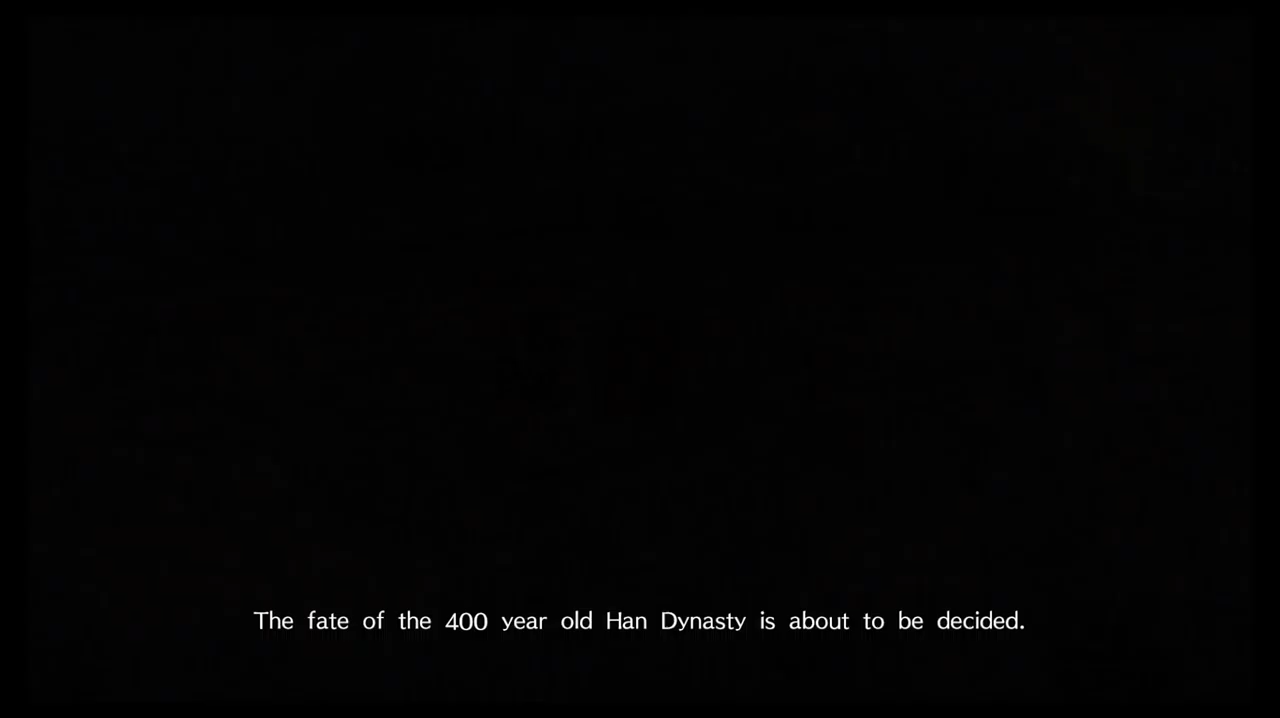 The fate of the 400 year old Han Dynasty is about to be decided.